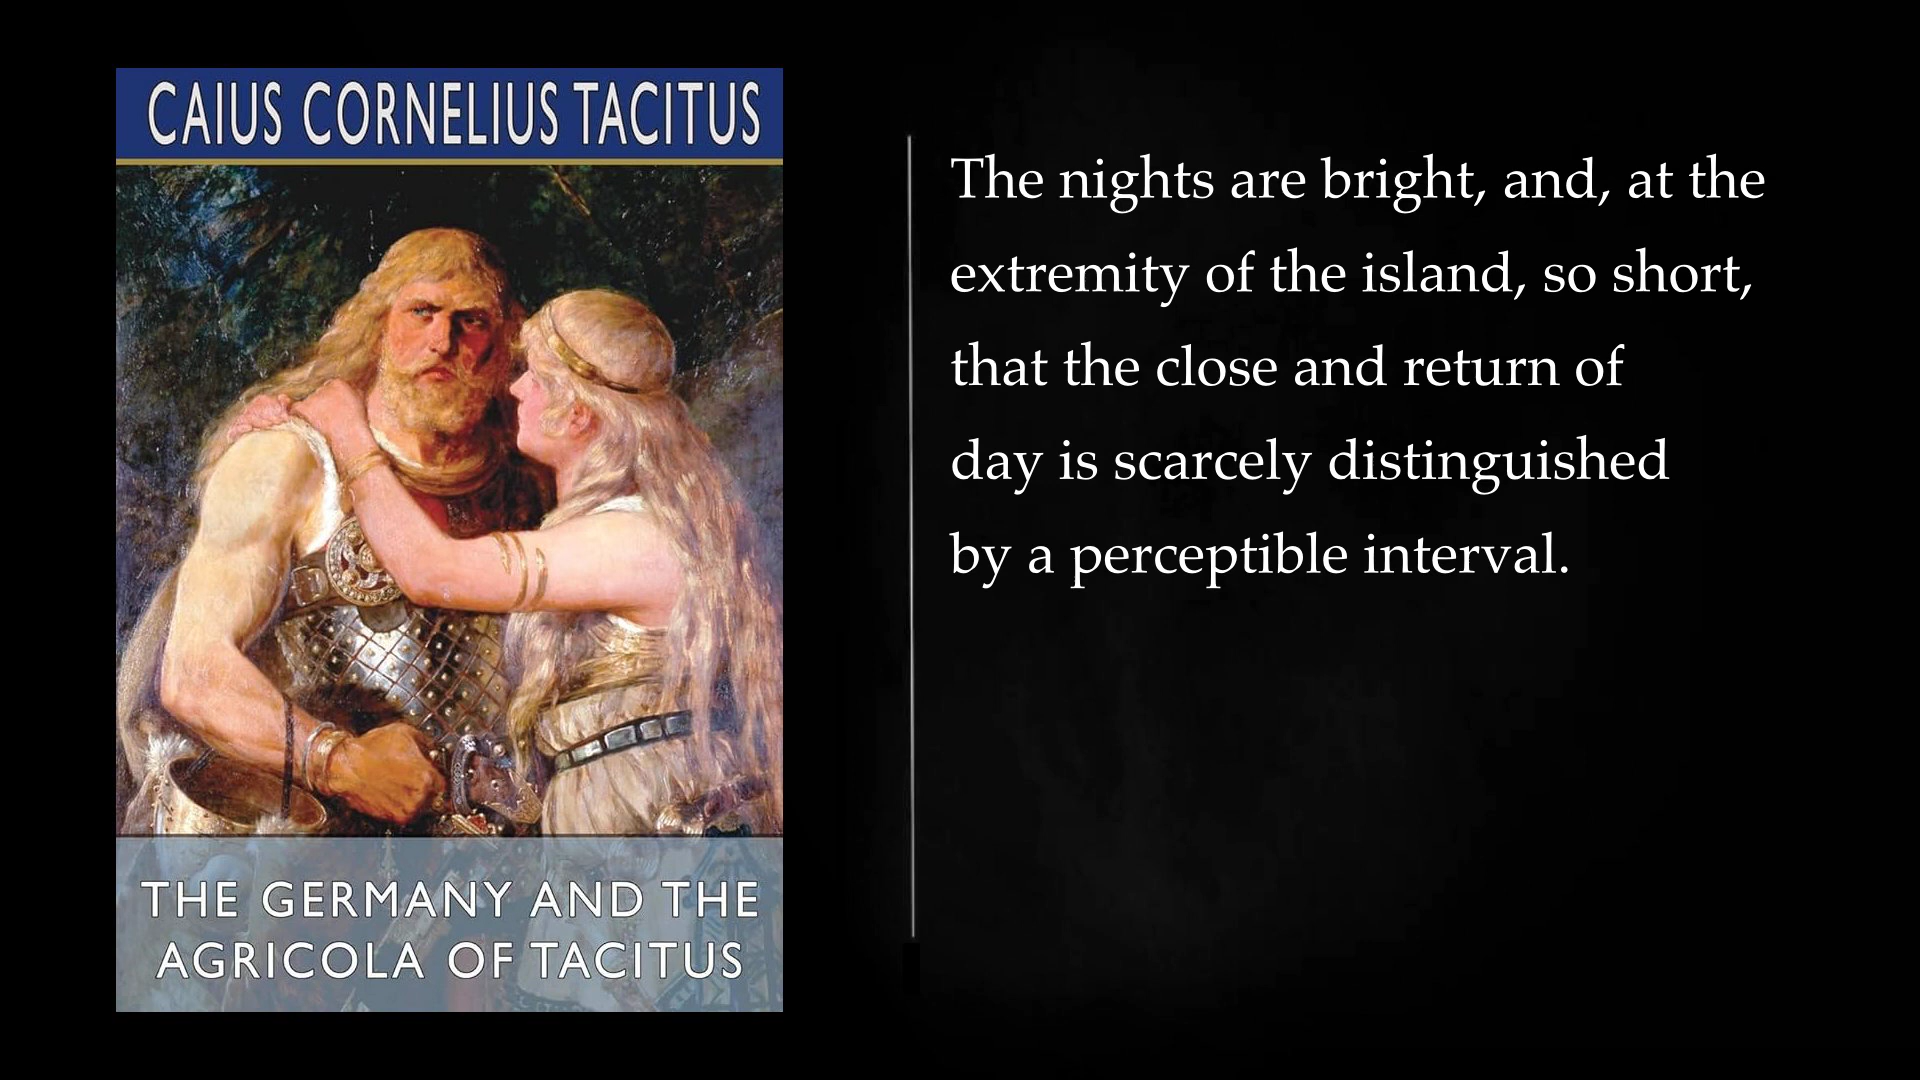 CAIUS CORNELIUS TACITUS
THE GERMANY AND THE
AGRICOLA OF TACITUS
The nights are bright, and, at the
extremity of the island, so short,
that the close and return of
day is scarcely distinguished
by a perceptible interval.